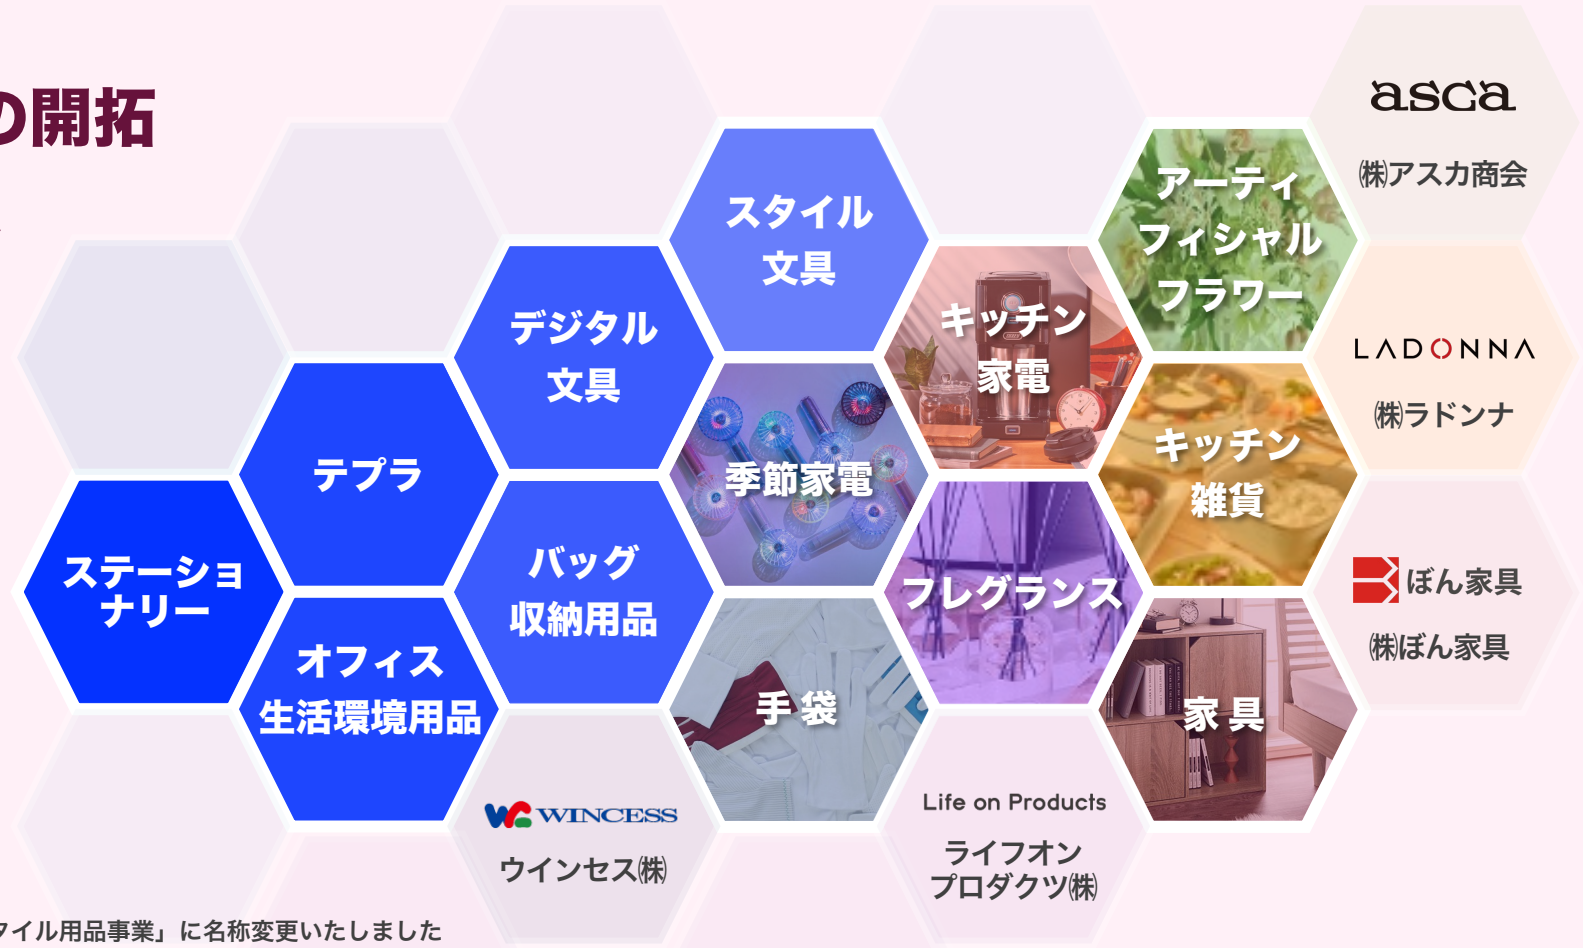 の開拓
asca
㈱アスカ商会
アーティ
フィシャル
フラワー
スタイル
文具
デジタル
文具
キッチン
家電
LADONNA
㈱ラドンナ
テプラ
季節家電
キッチン
雑貨
ステーショ
ナリー
バッグ
収納用品
フレグランス
ぼん家具
㈱ぼん家具
オフィス
生活環境用品
手袋
家具
WINCESS
ウインセス㈱
Life on Products
ライフオン
プロダクツ㈱
タイル用品事業」に名称変更いたしました